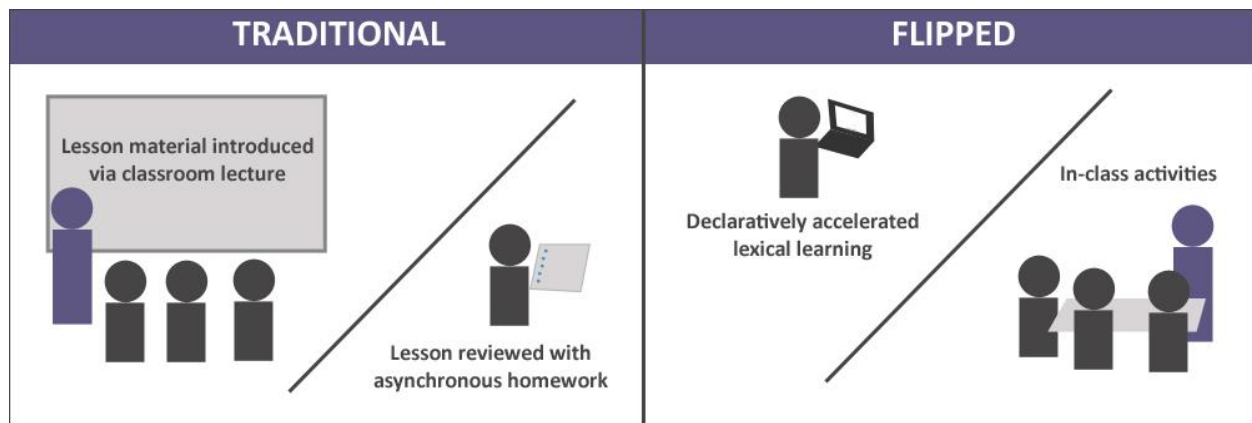 TRADITIONAL
Lesson material introduced
via classroom lecture
Lesson reviewed with
asynchronous homework
FLIPPED
Declaratively accelerated
lexical learning
In-class activities